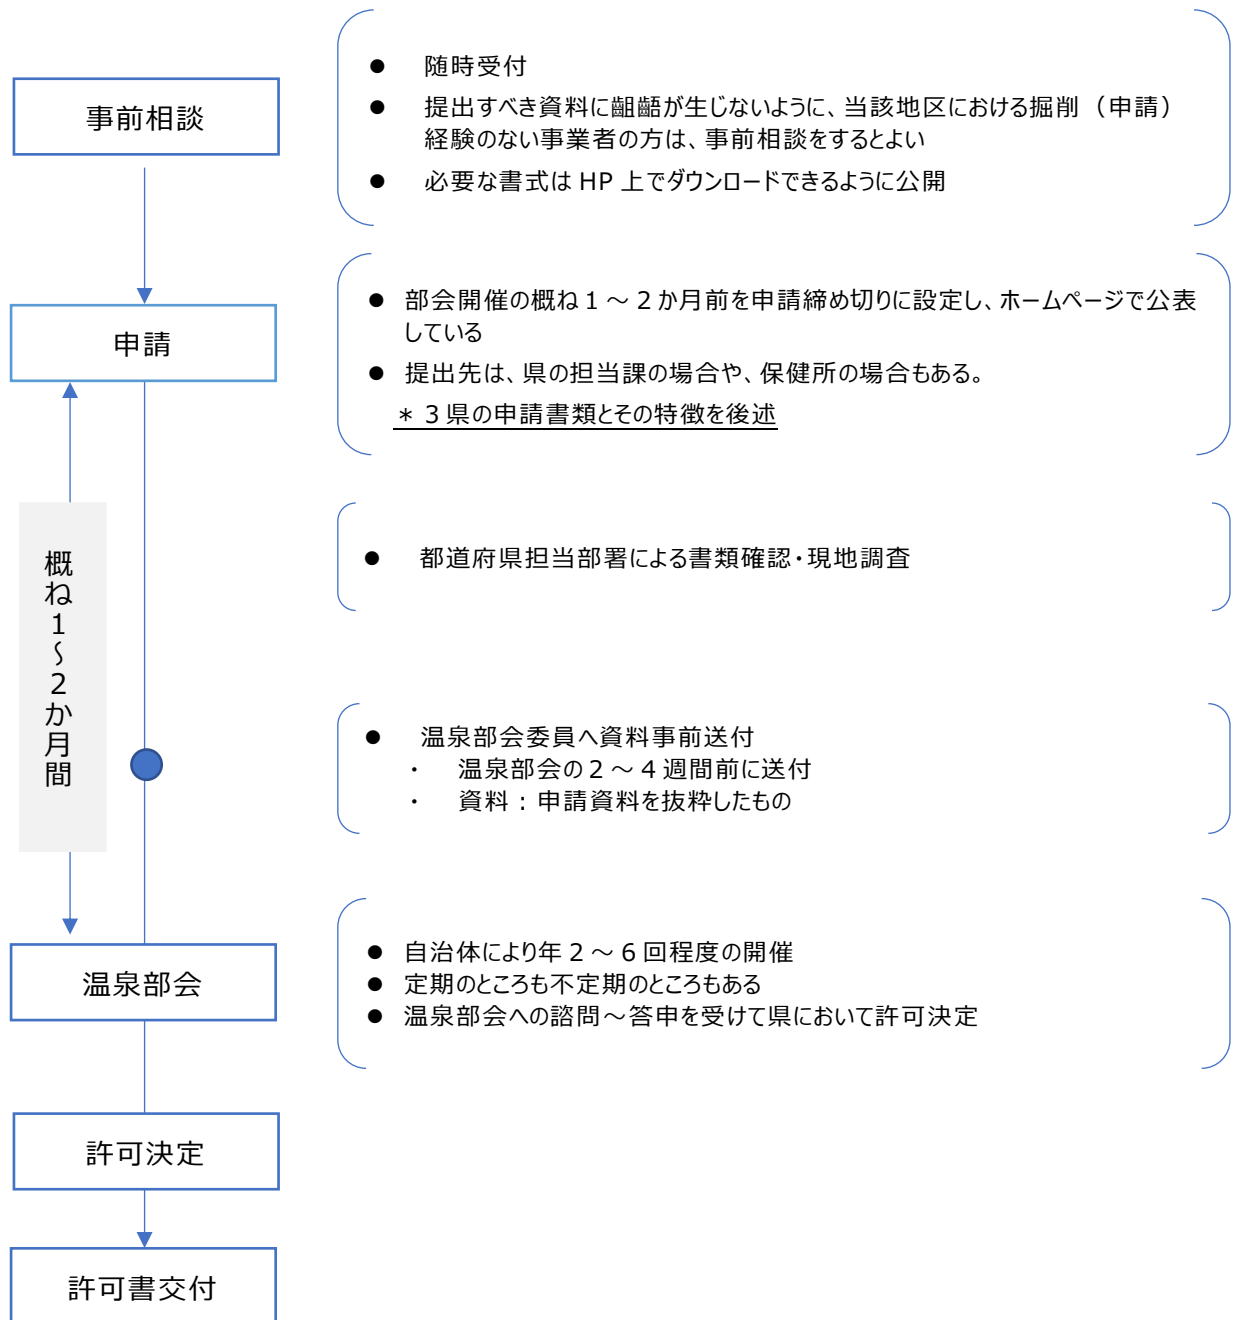 事前相談
● 随時受付
● 提出すべき資料に齟齬が生じないように、当該地区における掘削（申請）
経験のない事業者の方は、事前相談をするとよい
● 必要な書式は HP 上でダウンロードできるように公開
申請
● 部会開催の概ね１～２か月前を申請締め切りに設定し、ホームページで公表
している
● 提出先は、県の担当課の場合や、保健所の場合もある。
＊３県の申請書類とその特徴を後述
概ね１～２か月間
● 都道府県担当部署による書類確認・現地調査
● 温泉部会委員へ資料事前送付
・ 温泉部会の２～４週間前に送付
・ 資料：申請資料を抜粋したもの
温泉部会
● 自治体により年２～６回程度の開催
● 定期のところも不定期のところもある
● 温泉部会への諮問～答申を受けて県において許可決定
許可決定
許可書交付